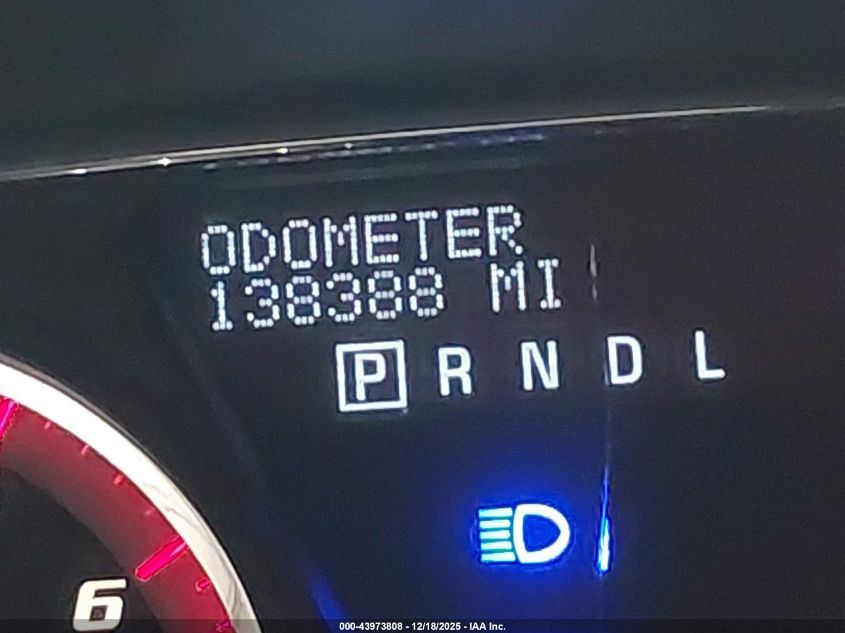 ODOMETER
138388 MI
P R N D L
6
000-43973808 - 12/18/2025 - IAA Inc.